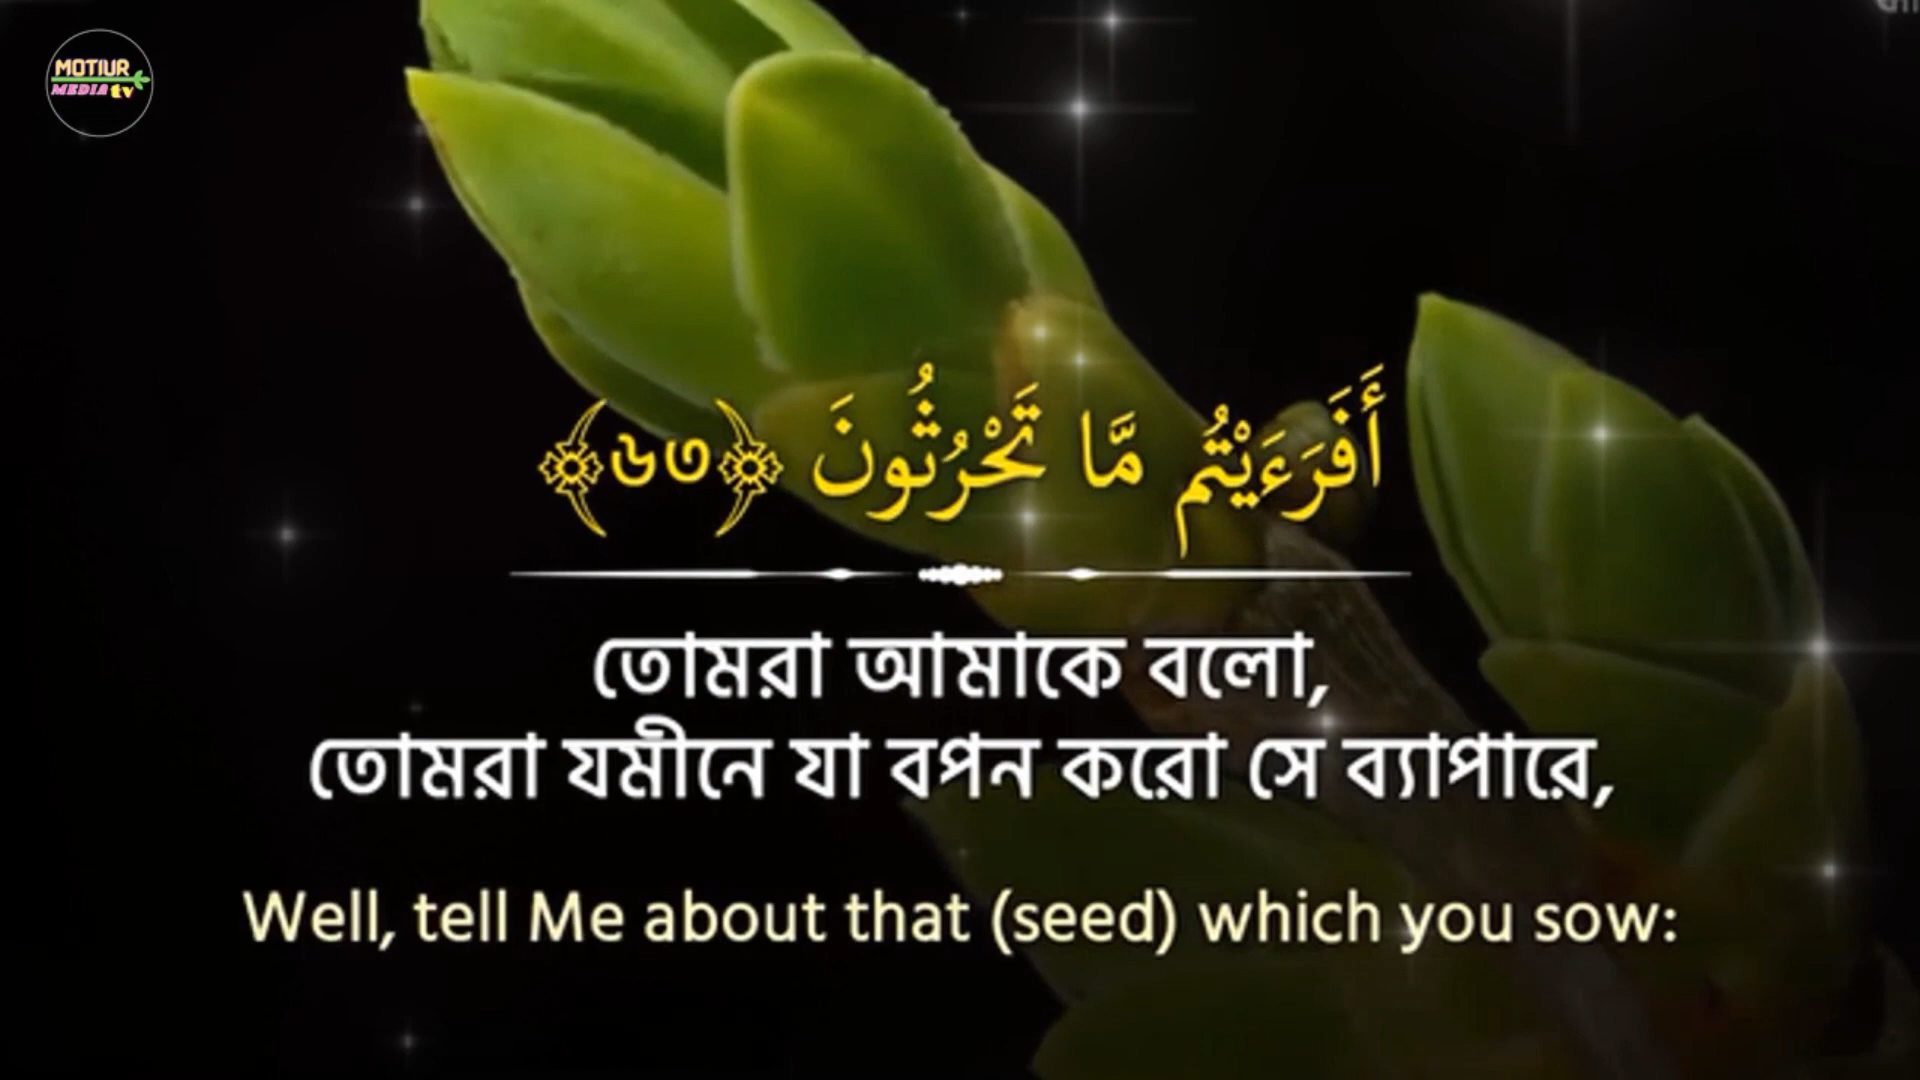 MOTIUR
MEDIA tv
أَفَرَءَيْتُم مَّا تَحْرُثُونَ ﴿৬৩﴾
তোমরা আমাকে বলো,
তোমরা যমীনে যা বপন করো সে ব্যাপারে,
Well, tell Me about that (seed) which you sow: